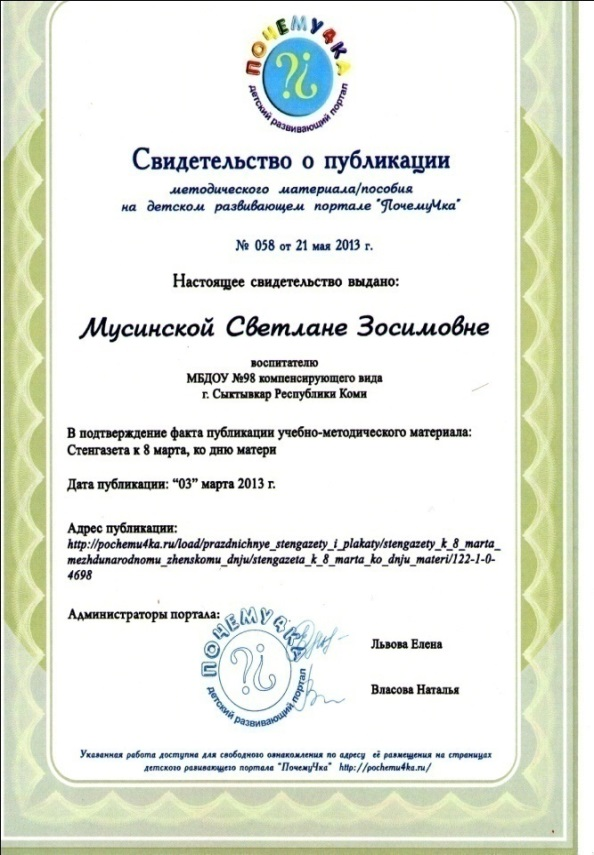 ПОЧЕМУ4КА
детский развивающий портал
Свидетельство о публикации
методического материала/пособия
на детском развивающем портале "ПочемуЧка"
№ 058 от 21 мая 2013 г.
Настоящее свидетельство выдано:
Мусинской Светлане Зосимовне
воспитателю
МБДОУ №98 компенсирующего вида
г. Сыктывкар Республики Коми
В подтверждение факта публикации учебно-методического материала:
Стенгазета к 8 марта, ко дню матери
Дата публикации: “03” марта 2013 г.
Адрес публикации:
http://pochemu4ka.ru/load/prazdnichnye_stengazety_i_plakaty/stengazety_k_8_marta_
mezhdunarodnomu_zhenskomu_dnju/stengazeta_k_8_marta_ko_dnju_materi/122-1-0-
4698
Администраторы портала:
ПОЧЕМУ4КА
детский развивающий портал
Львова Елена
Власова Наталья
Указанная работа доступна для свободного ознакомления по адресу её размещения на страницах
детского развивающего портала "ПочемуЧка" http://pochemu4ka.ru/